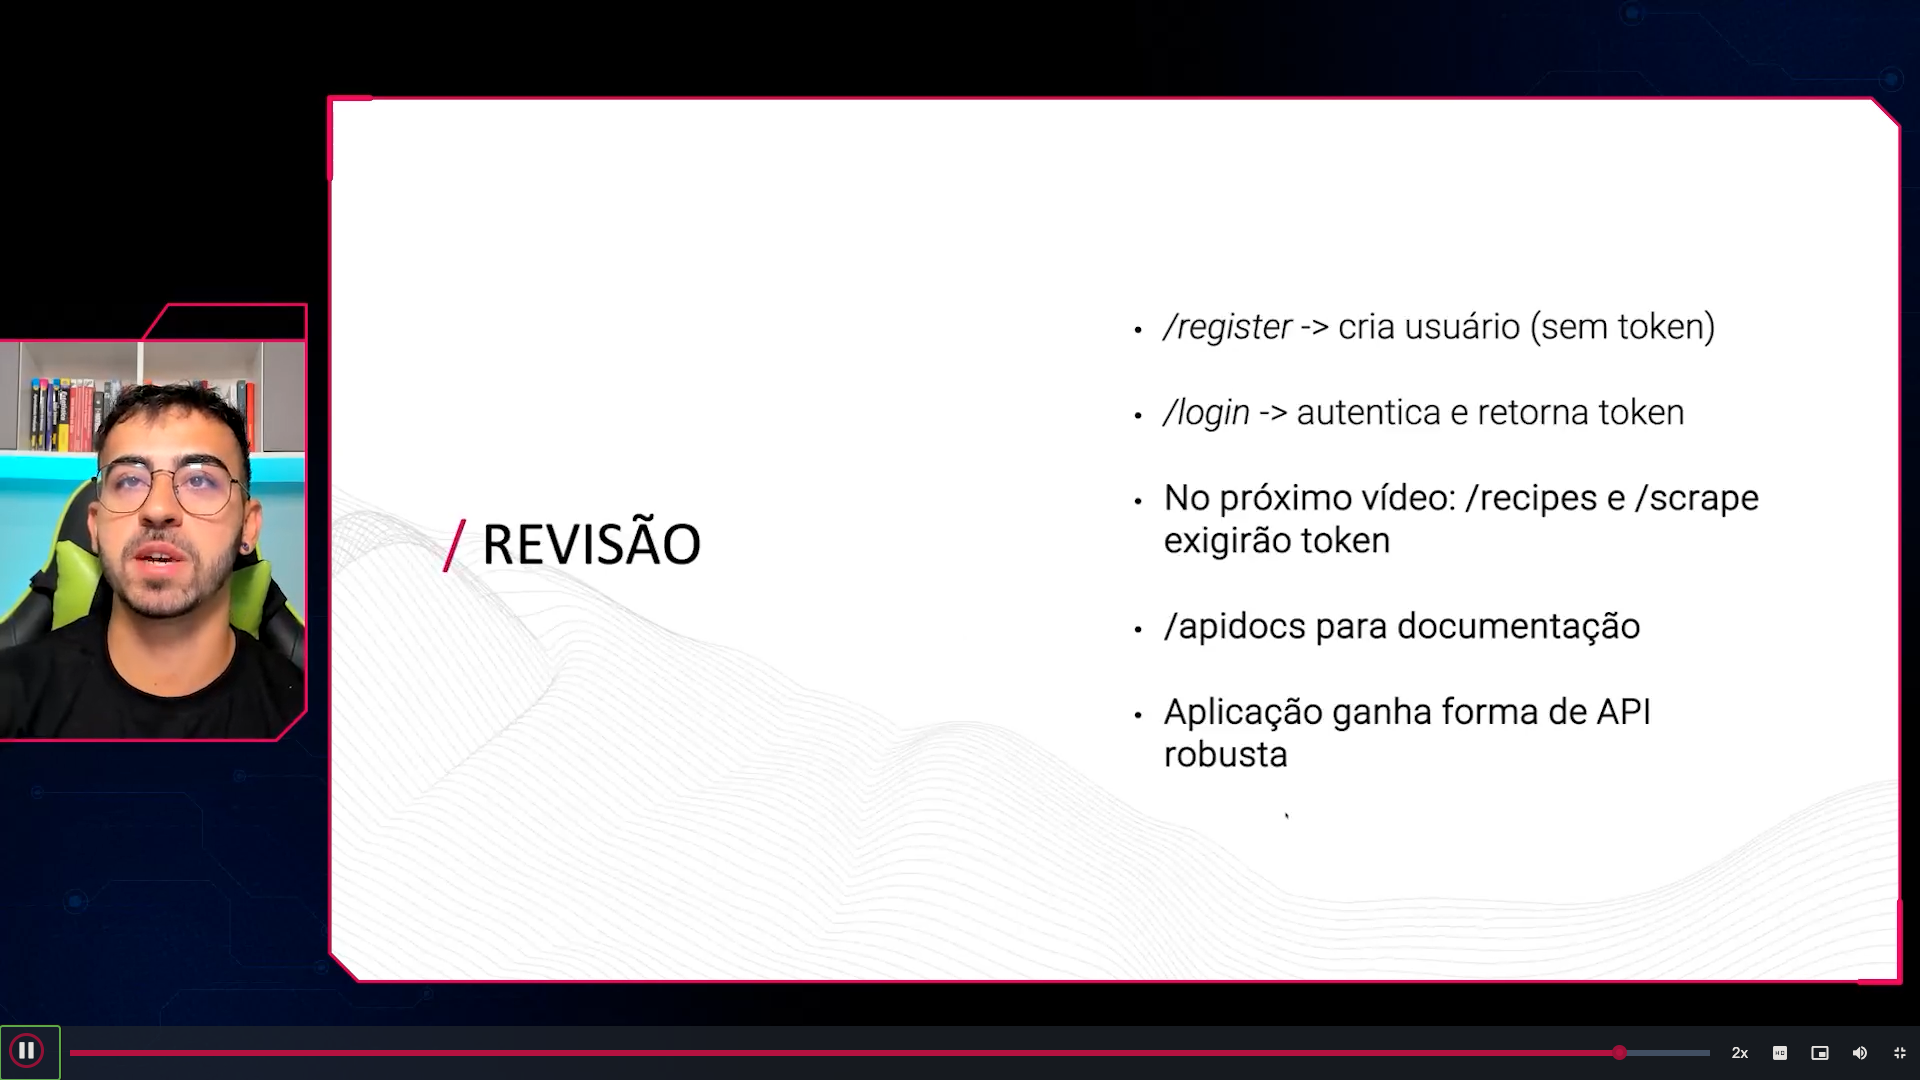 / REVISÃO
• /register -> cria usuário (sem token)
• /login -> autentica e retorna token
• No próximo vídeo: /recipes e /scrape
exigirão token
• /apidocs para documentação
• Aplicação ganha forma de API
robusta
2x
HD